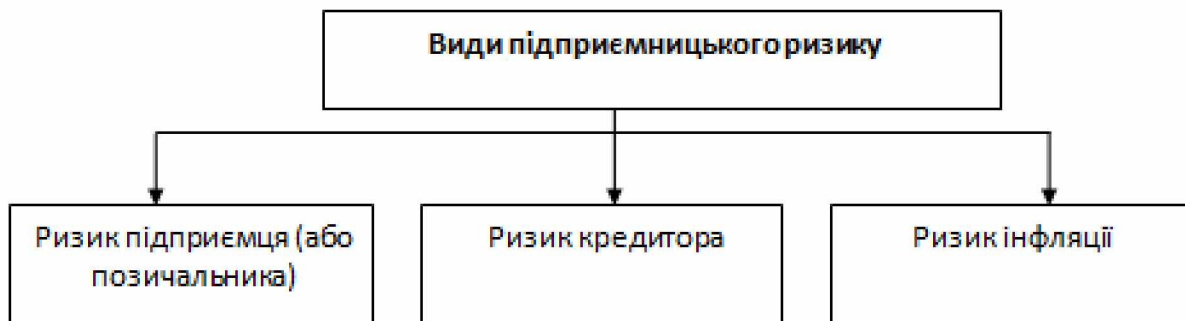 Види підприємницького ризику
Ризик підприємця (або
позичальника)
Ризик кредитора
Ризик інфляції